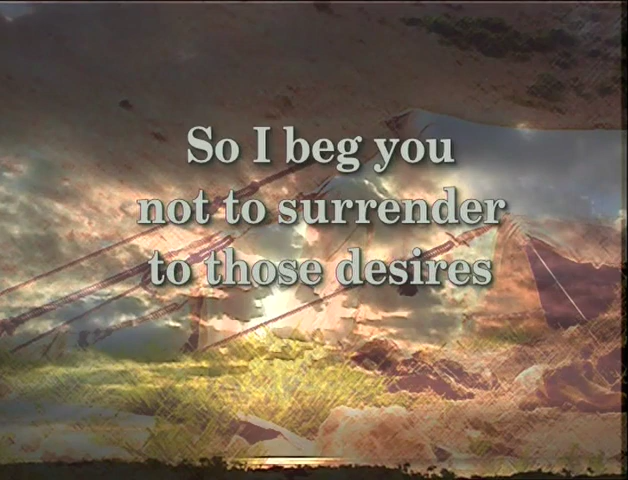 So I beg you
not to surrender
to those desires